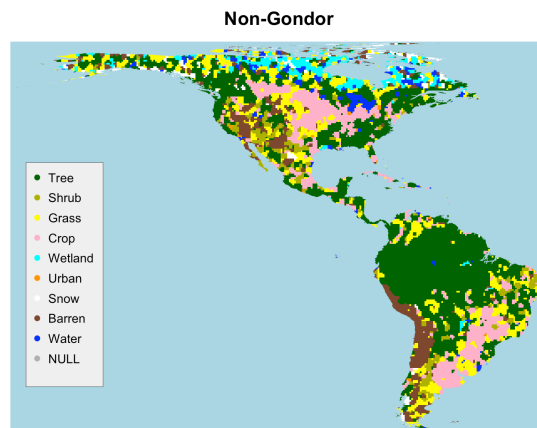 Non-Gondor
Tree
Shrub
Grass
Crop
Wetland
Urban
Snow
Barren
Water
NULL